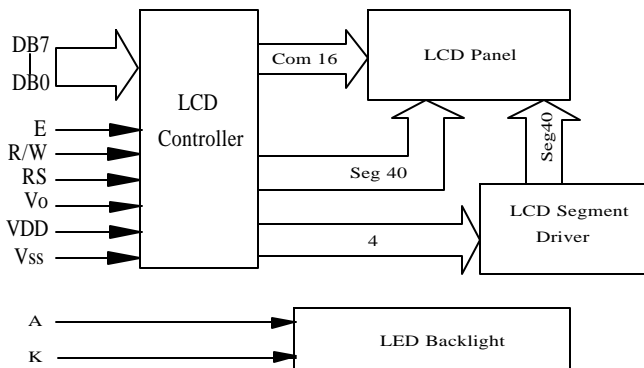 DB7
DB0
E
R/W
RS
Vo
VDD
Vss
LCD
Controller
Com 16
Seg 40
4
LCD Panel
Seg40
LCD Segment
Driver
A
K
LED Backlight